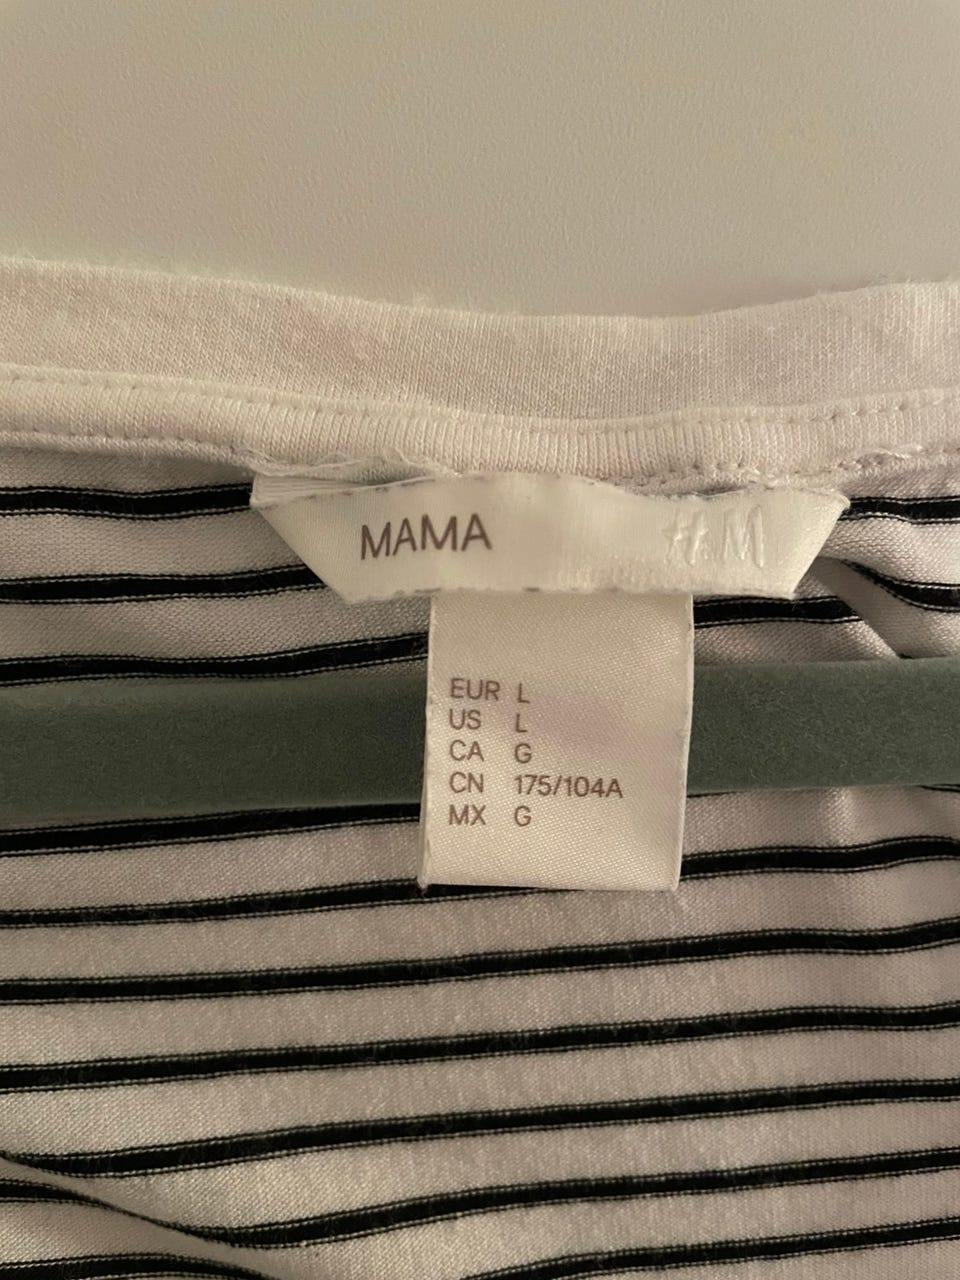 MAMA H&M
EUR L
US L
CA G
CN 175/104A
MX G